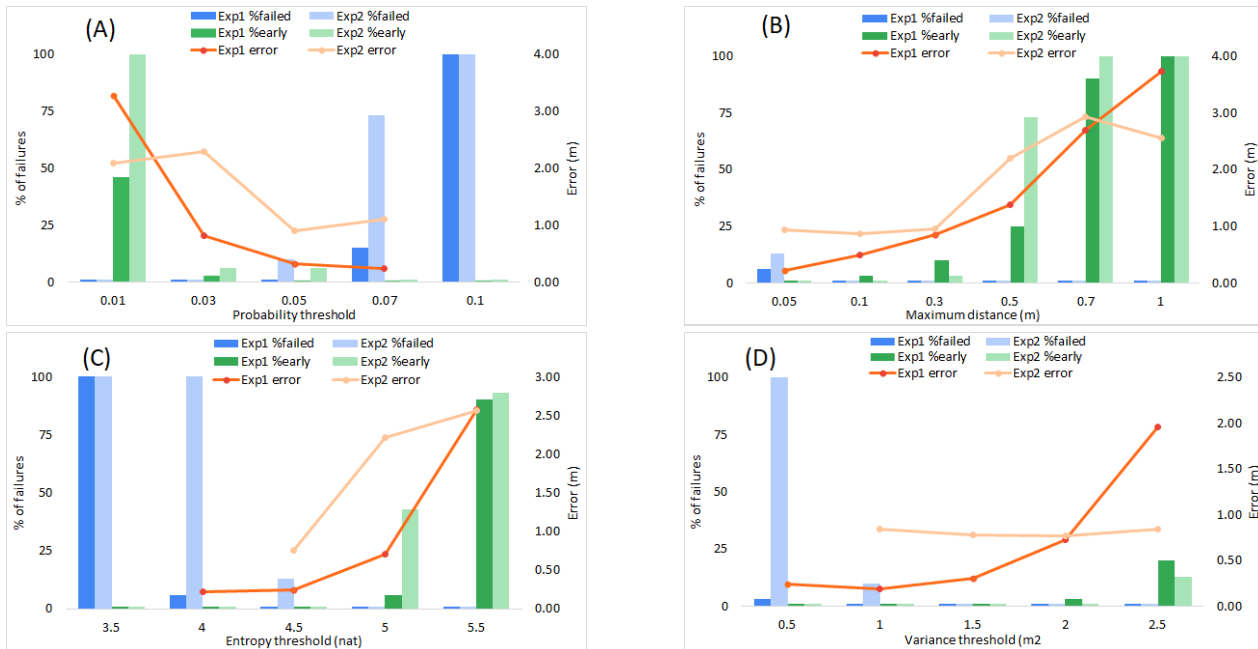 (A)
Exp1 %failed Exp2 %failed
Exp1 %early Exp2 %early
Exp1 error Exp2 error
% of failures
100
75
50
25
0
4.00
3.00
2.00
1.00
0.00
Error (m)
0.01 0.03 0.05 0.07 0.1
Probability threshold
(B)
Exp1 %failed Exp2 %failed
Exp1 %early Exp2 %early
Exp1 error Exp2 error
% of failures
100
75
50
25
0
4.00
3.00
2.00
1.00
0.00
Error (m)
0.05 0.1 0.3 0.5 0.7 1
Maximum distance (m)
(C)
Exp1 %failed Exp2 %failed
Exp1 %early Exp2 %early
Exp1 error Exp2 error
% of failures
100
75
50
25
0
3.00
2.50
2.00
1.50
1.00
0.50
0.00
Error (m)
3.5 4 4.5 5 5.5
Entropy threshold (nat)
(D)
Exp1 %failed Exp2 %failed
Exp1 %early Exp2 %early
Exp1 error Exp2 error
% of failures
100
75
50
25
0
2.50
2.00
1.50
1.00
0.50
0.00
Error (m)
0.5 1 1.5 2 2.5
Variance threshold (m2